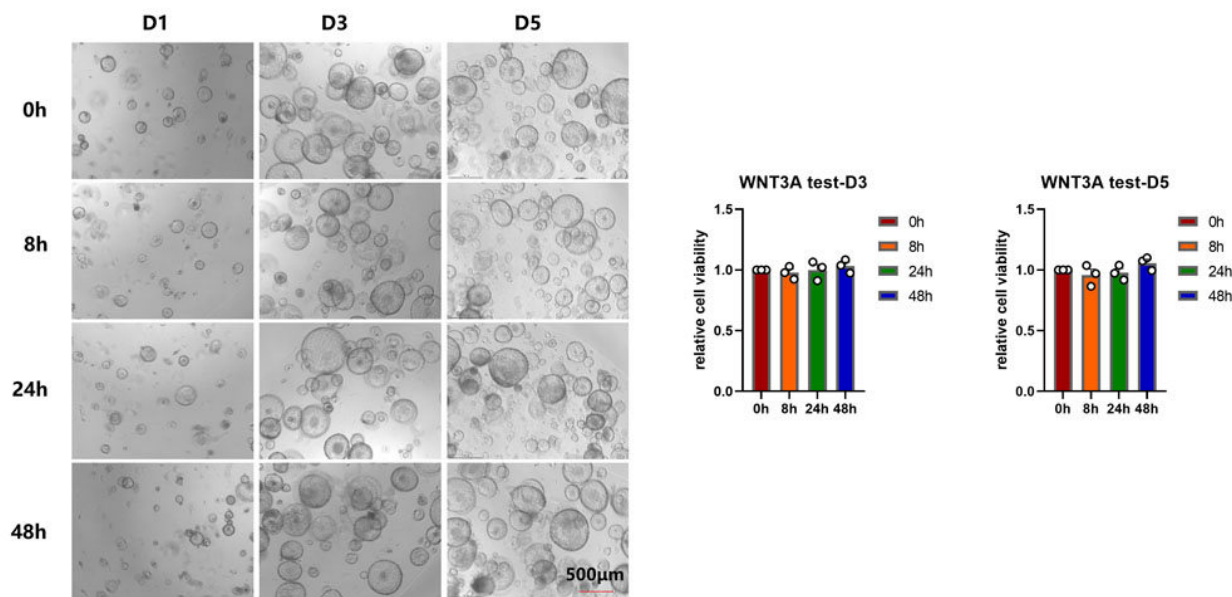 D1 D3 D5
0h
8h
24h
48h
500μm
WNT3A test-D3
relative cell viability
1.5
1.0
0.5
0.0
0h 8h 24h 48h
0h
8h
24h
48h
WNT3A test-D5
relative cell viability
1.5
1.0
0.5
0.0
0h 8h 24h 48h
0h
8h
24h
48h